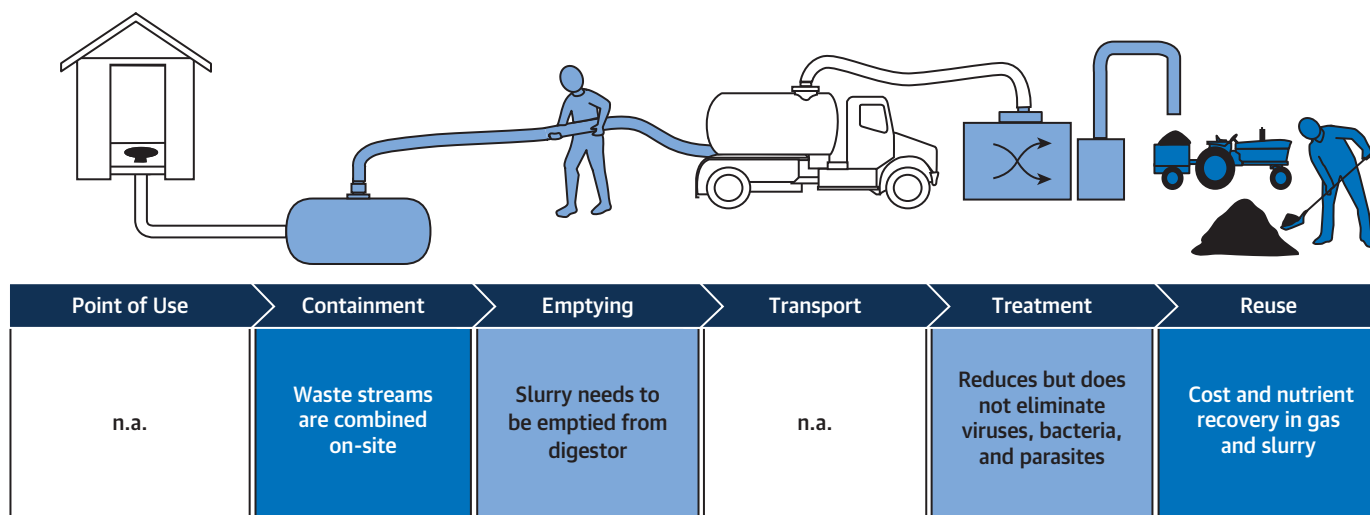 Point of Use
Containment
Emptying
Transport
Treatment
Reuse
n.a.
Waste streams
are combined
on-site
Slurry needs to
be emptied from
digestor
n.a.
Reduces but does
not eliminate
viruses, bacteria,
and parasites
Cost and nutrient
recovery in gas
and slurry